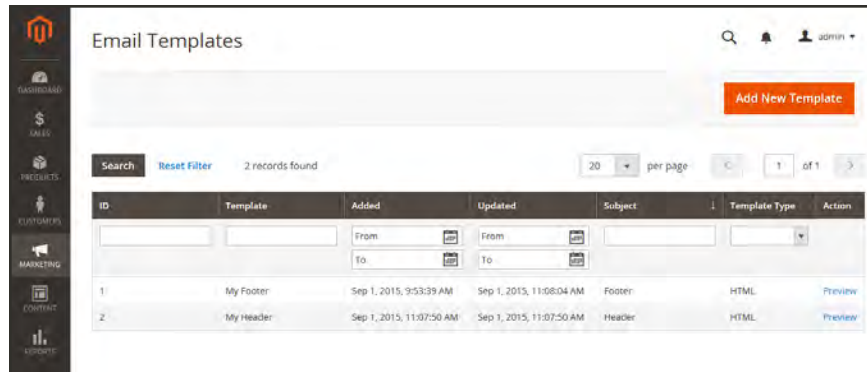 Email Templates
admin
DASHBOARD
SALES
PRODUCTS
CUSTOMERS
MARKETING
CONTENT
REPORTS
Add New Template
Search Reset Filter 2 records found 20 per page 1 of 1
ID Template Added Updated Subject ↓ Template Type Action
From From
To To
1 My Footer Sep 1, 2015, 9:53:39 AM Sep 1, 2015, 11:08:04 AM Footer HTML Preview
2 My Header Sep 1, 2015, 11:07:50 AM Sep 1, 2015, 11:07:50 AM Header HTML Preview